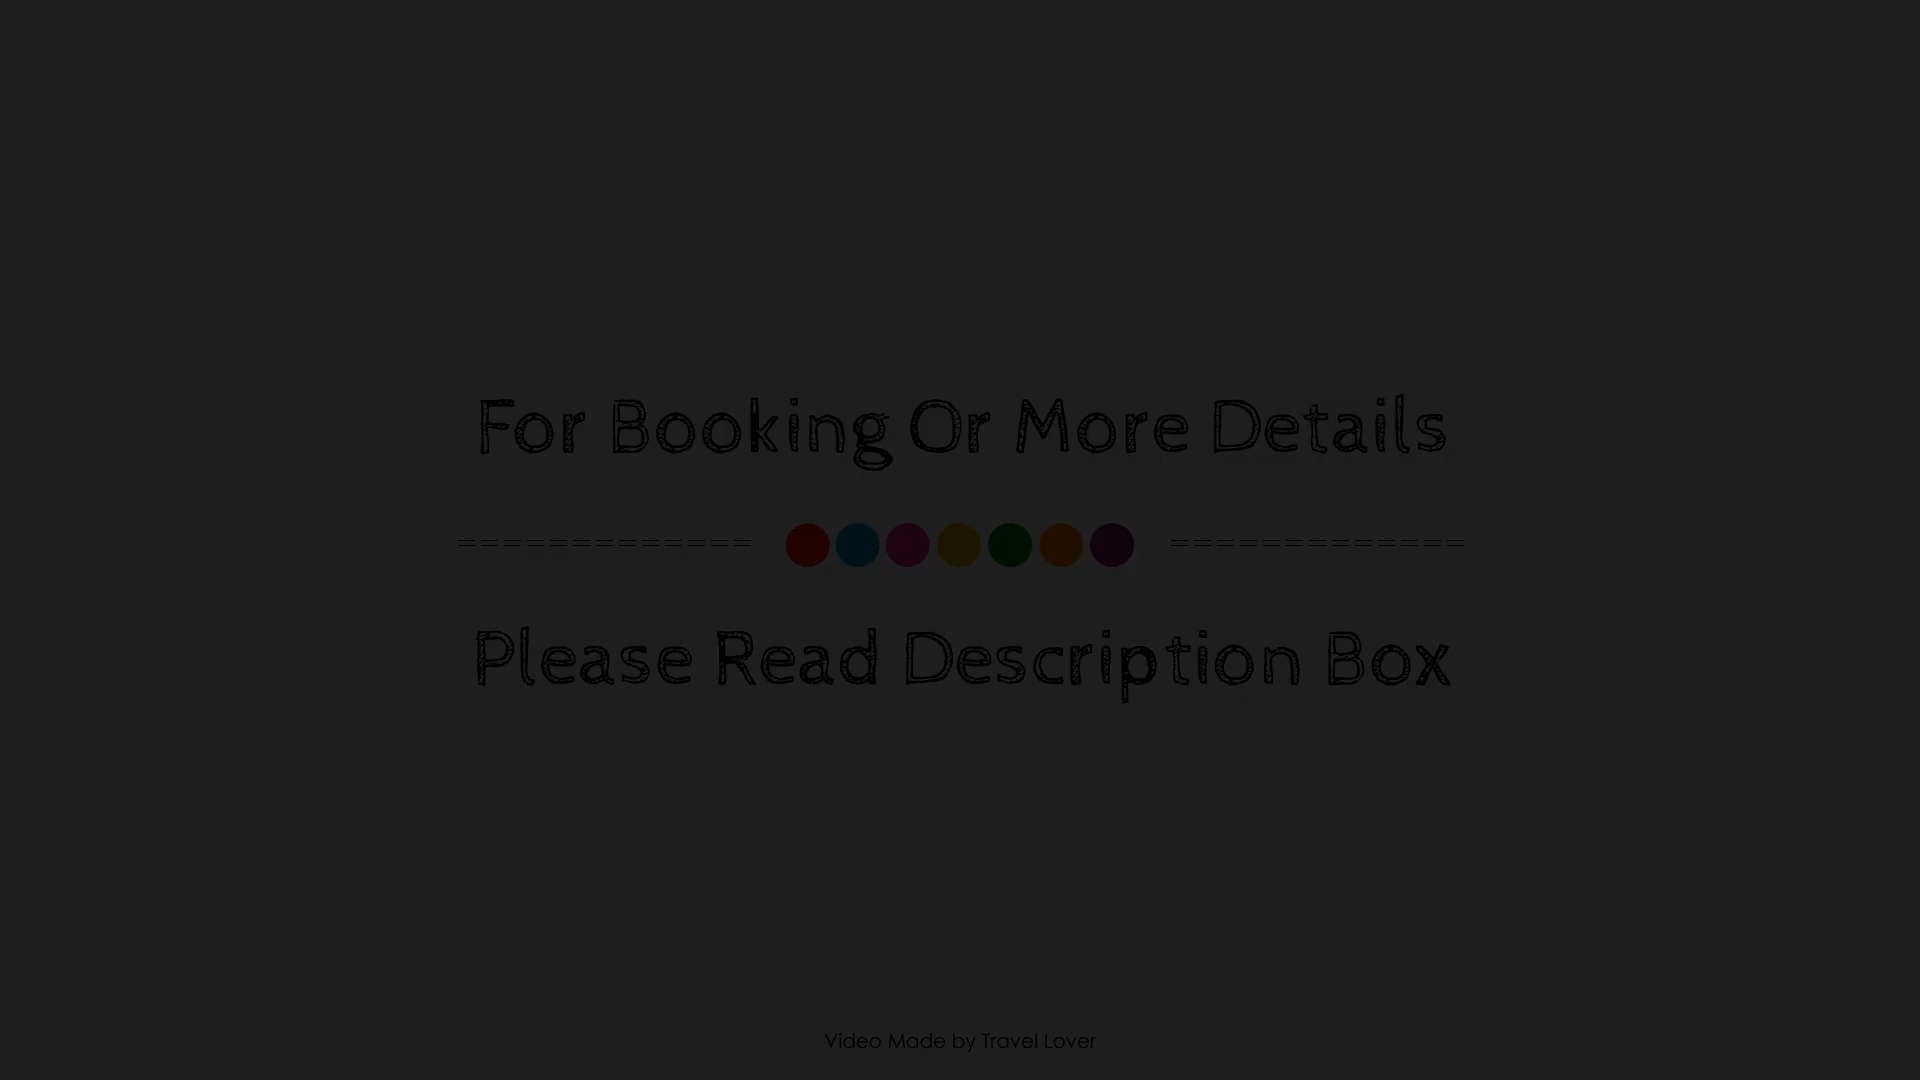 For Booking Or More Details
============= =============
Please Read Description Box
Video Made by Travel Lover